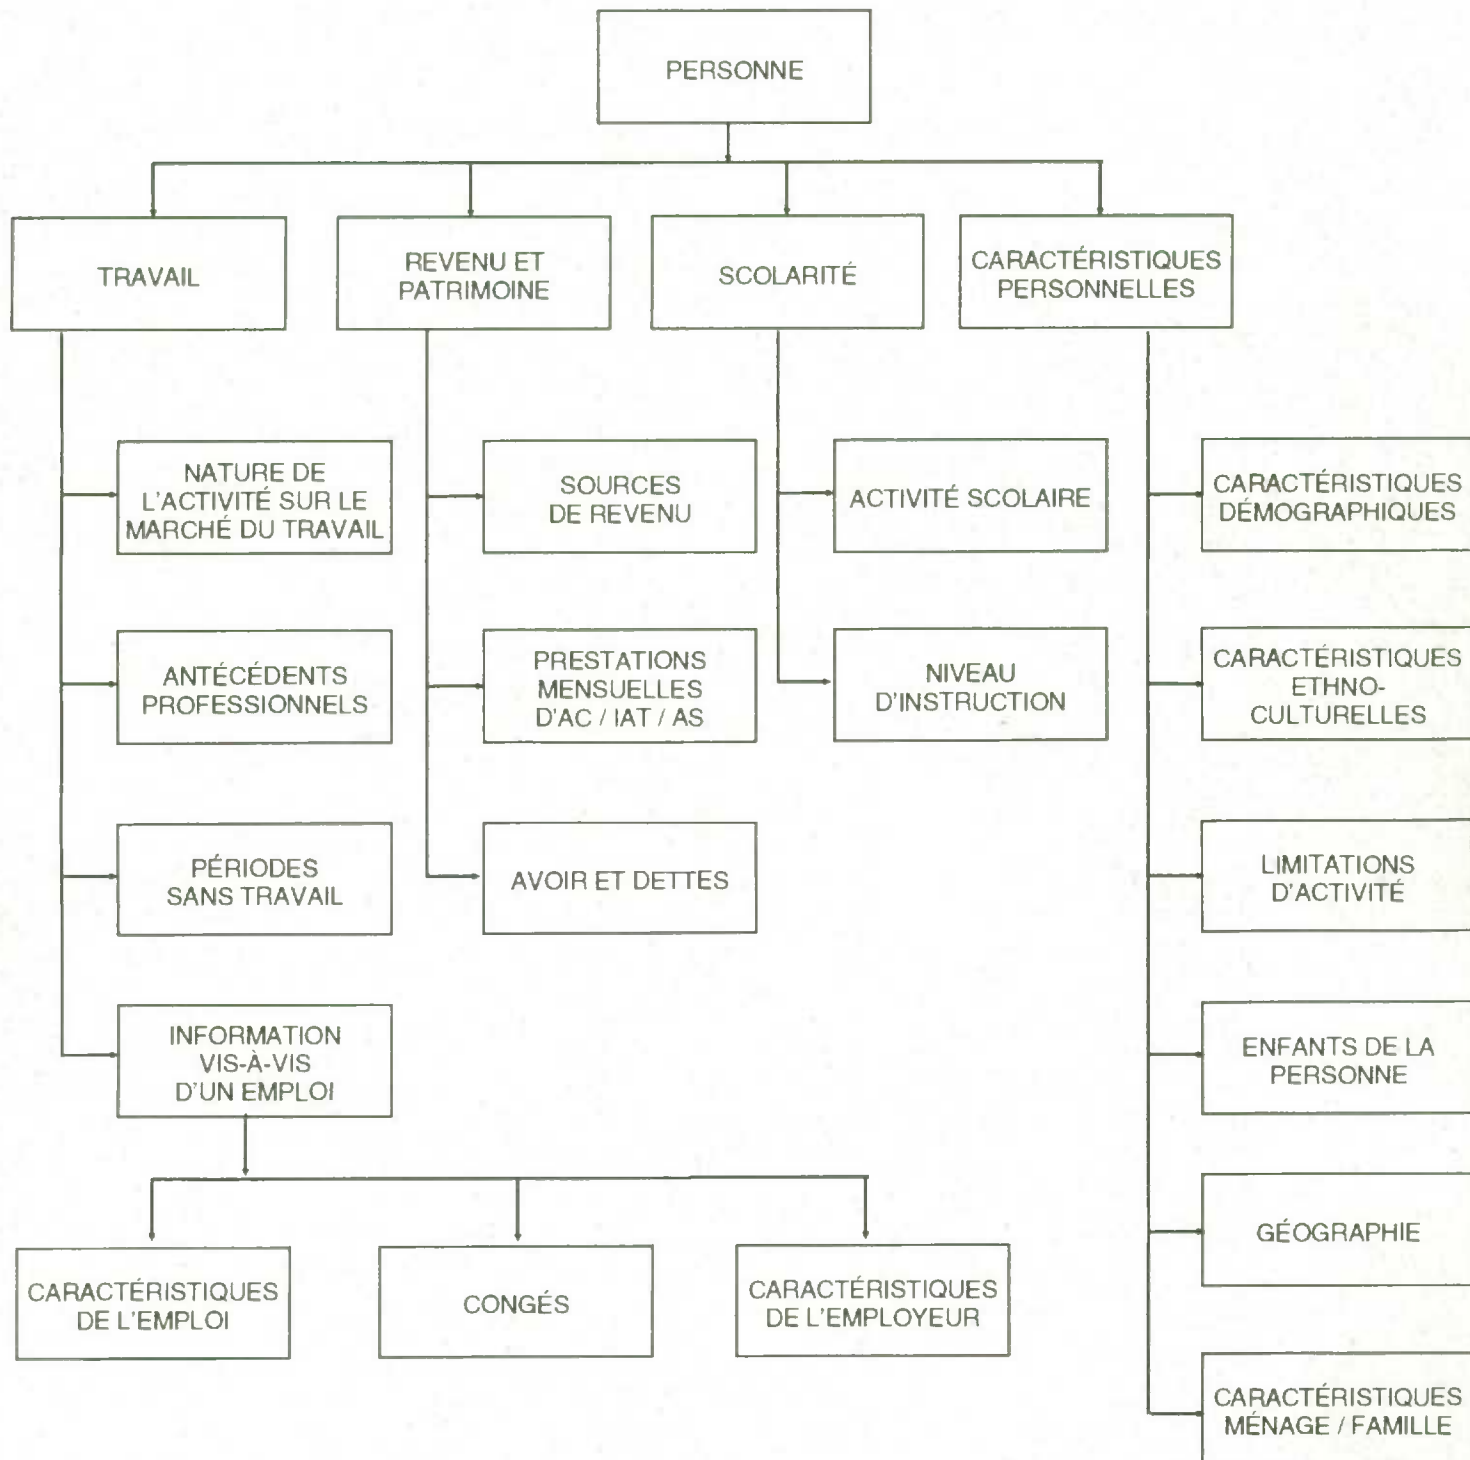 PERSONNE
TRAVAIL
REVENU ET
PATRIMOINE
SCOLARITÉ
CARACTÉRISTIQUES
PERSONNELLES
NATURE DE
L'ACTIVITÉ SUR LE
MARCHÉ DU TRAVAIL
SOURCES
DE REVENU
ACTIVITÉ SCOLAIRE
CARACTÉRISTIQUES
DÉMOGRAPHIQUES
ANTÉCÉDENTS
PROFESSIONNELS
PRESTATIONS
MENSUELLES
D'AC / IAT / AS
NIVEAU
D'INSTRUCTION
CARACTÉRISTIQUES
ETHNO-
CULTURELLES
PÉRIODES
SANS TRAVAIL
AVOIR ET DETTES
LIMITATIONS
D'ACTIVITÉ
INFORMATION
VIS-À-VIS
D'UN EMPLOI
ENFANTS DE LA
PERSONNE
GÉOGRAPHIE
CARACTÉRISTIQUES
DE L'EMPLOI
CONGÉS
CARACTÉRISTIQUES
DE L'EMPLOYEUR
CARACTÉRISTIQUES
MÉNAGE / FAMILLE